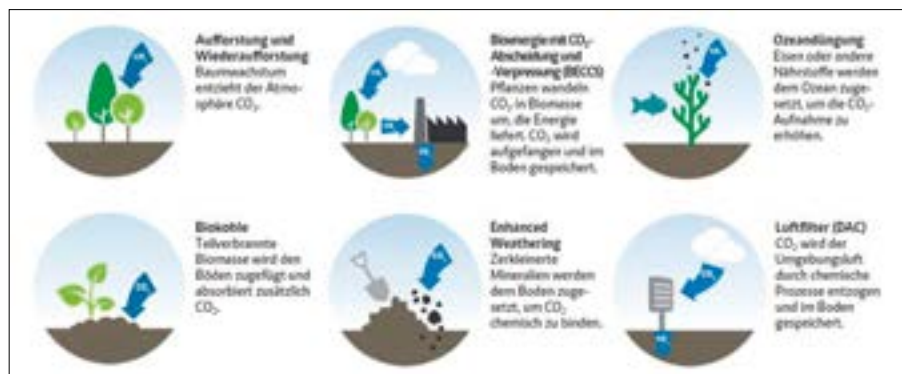 Aufforstung und
Wiederaufforstung
Baumwachstum
entzieht der Atmo-
sphäre CO₂.
Bioenergie mit CO₂-
Abscheidung und
-Verpressung (BECCS)
Pflanzen wandeln
CO₂ in Biomasse
um, die Energie
liefert. CO₂ wird
aufgefangen und im
Boden gespeichert.
Ozeandüngung
Eisen oder andere
Nährstoffe werden
dem Ozean zuge-
setzt, um die CO₂-
Aufnahme zu
erhöhen.
Biokohle
Teilverbrannte
Biomasse wird den
Böden zugefügt und
absorbiert zusätzlich
CO₂.
Enhanced
Weathering
Zerkleinerte
Mineralien werden
dem Boden zuge-
setzt, um CO₂
chemisch zu binden.
Luftfilter (DAC)
CO₂ wird der
Umgebungsluft
durch chemische
Prozesse entzogen
und im Boden
gespeichert.